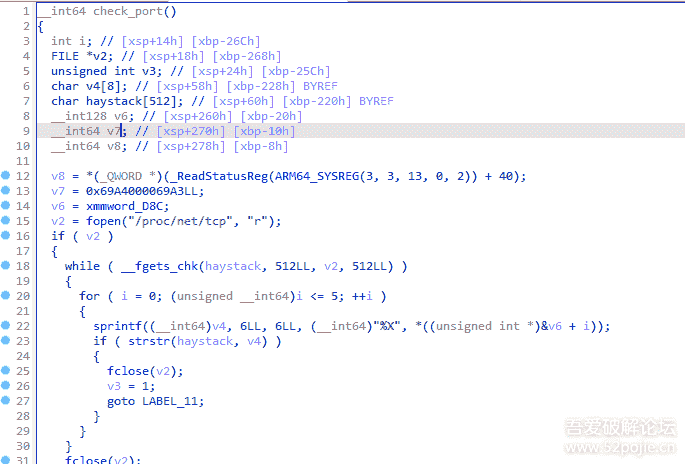 1 __int64 check_port()
2 {
3 int i; // [xsp+14h] [xbp-26Ch]
4 FILE *v2; // [xsp+18h] [xbp-268h]
5 unsigned int v3; // [xsp+24h] [xbp-25Ch]
6 char v4[8]; // [xsp+58h] [xbp-228h] BYREF
7 char haystack[512]; // [xsp+60h] [xbp-220h] BYREF
8 __int128 v6; // [xsp+260h] [xbp-20h]
9 __int64 v7; // [xsp+270h] [xbp-10h]
10 __int64 v8; // [xsp+278h] [xbp-8h]
11
12 v8 = *(_QWORD *)(_ReadStatusReg(ARM64_SYSREG(3, 3, 13, 0, 2)) + 40);
13 v7 = 0x69A4000069A3LL;
14 v6 = xmmword_D8C;
15 v2 = fopen("/proc/net/tcp", "r");
16 if ( v2 )
17 {
18 while ( __fgets_chk(haystack, 512LL, v2, 512LL) )
19 {
20 for ( i = 0; (unsigned __int64)i <= 5; ++i )
21 {
22 sprintf((__int64)v4, 6LL, 6LL, (__int64)"%X", *((unsigned int *)&v6 + i));
23 if ( strstr(haystack, v4) )
24 {
25 fclose(v2);
26 v3 = 1;
27 goto LABEL_11;
28 }
29 }
30 }
31 fclose(v2);
吾爱破解论坛
www.52pojie.cn